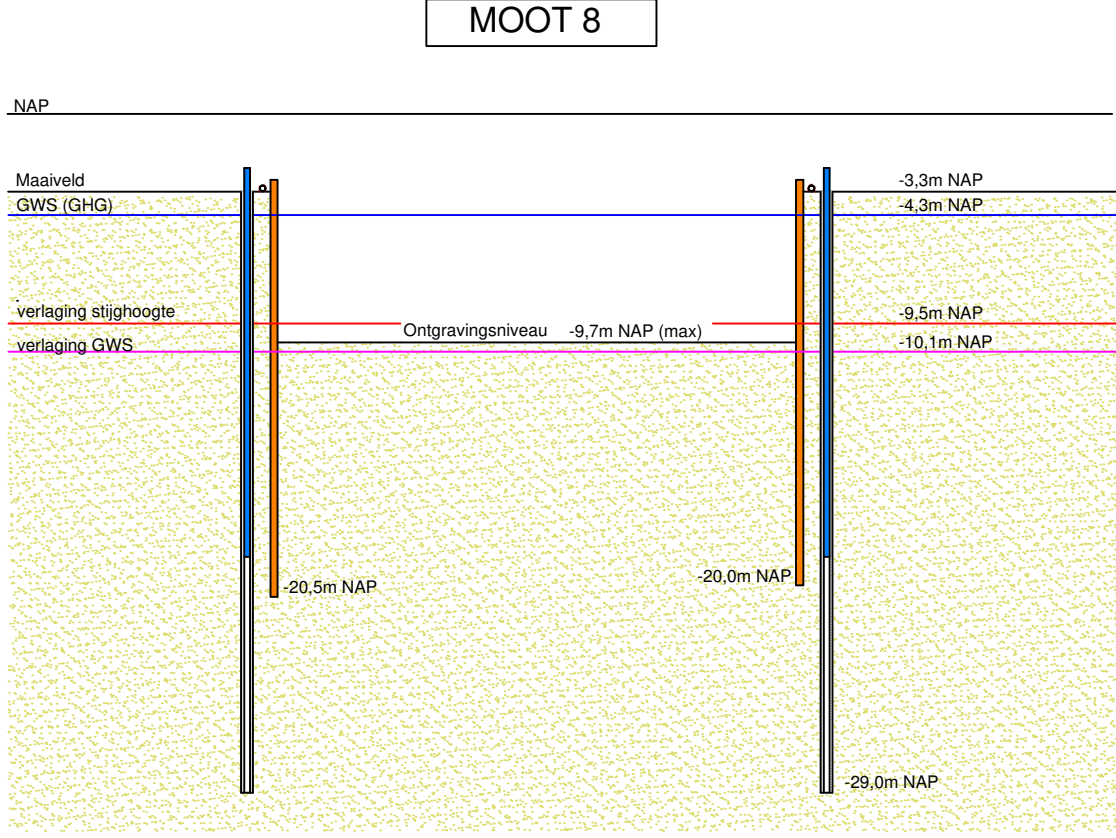 MOOT 8
NAP
Maaiveld -3,3m NAP
GWS (GHG) -4,3m NAP
verlaging stijghoogte -9,5m NAP
Ontgravingsniveau -9,7m NAP (max)
verlaging GWS -10,1m NAP
-20,5m NAP -20,0m NAP
-29,0m NAP